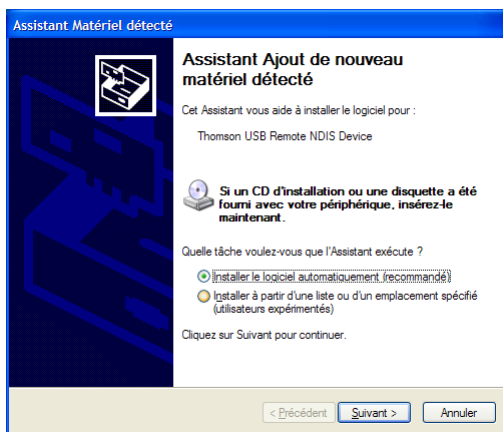 Assistant Matériel détecté
Assistant Ajout de nouveau
matériel détecté
Cet Assistant vous aide à installer le logiciel pour :
Thomson USB Remote NDIS Device
Si un CD d'installation ou une disquette a été
fourni avec votre périphérique, insérez-le
maintenant.
Quelle tâche voulez-vous que l'Assistant exécute ?
Installer le logiciel automatiquement (recommandé)
Installer à partir d'une liste ou d'un emplacement spécifié
(utilisateurs expérimentés)
Cliquez sur Suivant pour continuer.
< Précédent Suivant > Annuler